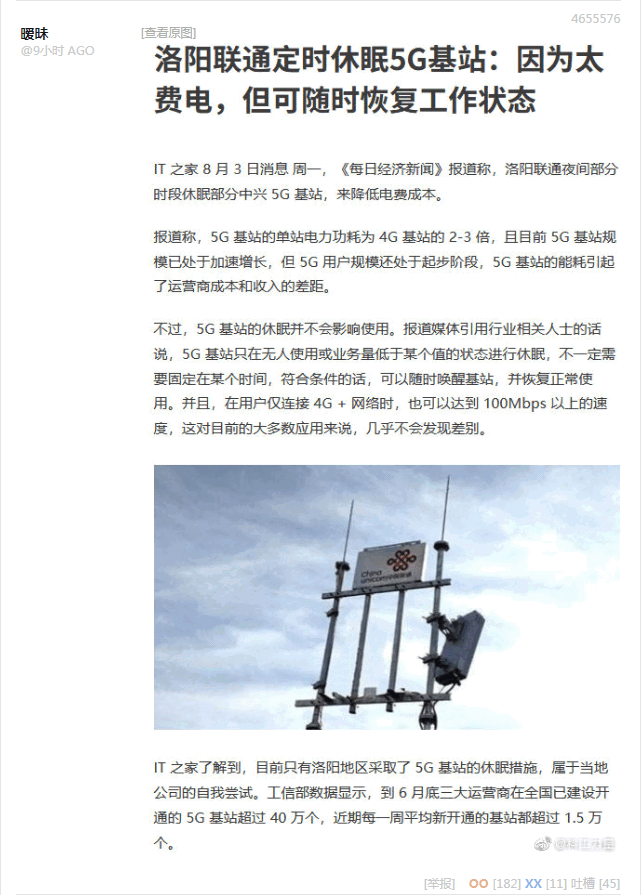 4655576
暧昧
[查看原图]
@9小时 AGO
洛阳联通定时休眠5G基站：因为太
费电，但可随时恢复工作状态
IT 之家 8 月 3 日消息 周一，《每日经济新闻》报道称，洛阳联通夜间部分
时段休眠部分中兴 5G 基站，来降低电费成本。
报道称，5G 基站的单站电力功耗为 4G 基站的 2-3 倍，且目前 5G 基站规
模已处于加速增长，但 5G 用户规模还处于起步阶段，5G 基站的能耗引起
了运营商成本和收入的差距。
不过，5G 基站的休眠并不会影响使用。报道媒体引用行业相关人士的话
说，5G 基站只在无人使用或业务量低于某个值的状态进行休眠，不一定需
要固定在某个时间，符合条件的话，可以随时唤醒基站，并恢复正常使
用。并且，在用户仅连接 4G + 网络时，也可以达到 100Mbps 以上的速
度，这对目前的大多数应用来说，几乎不会发现差别。
China
unicom中国联通
IT 之家了解到，目前只有洛阳地区采取了 5G 基站的休眠措施，属于当地
公司的自我尝试。工信部数据显示，到 6 月底三大运营商在全国已建设开
通的 5G 基站超过 40 万个，近期每一周平均新开通的基站都超过 1.5 万
个。
[举报] OO [182] XX [11] 吐槽 [45]